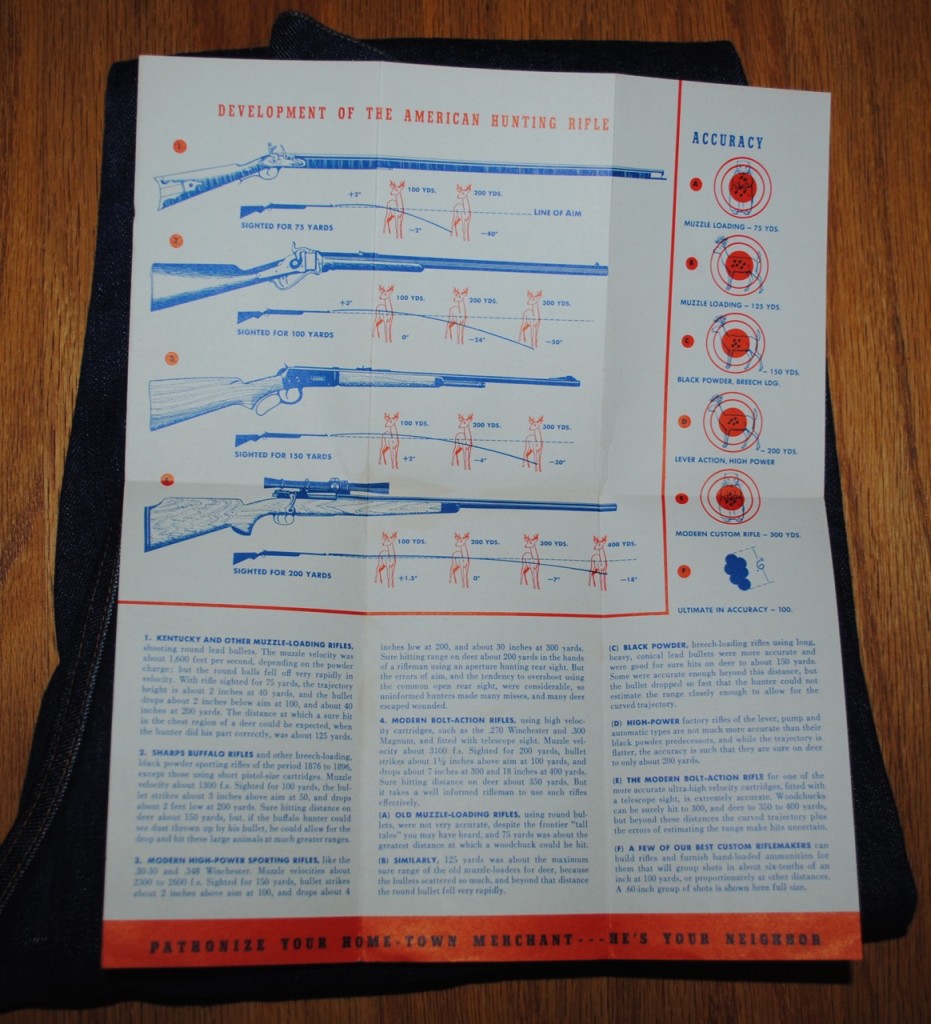 DEVELOPMENT OF THE AMERICAN HUNTING RIFLE
1.
+2"
100 YDS.
200 YDS.
LINE OF AIM
SIGHTED FOR 75 YARDS
—2"
—40"
2.
+3"
100 YDS.
200 YDS.
300 YDS.
SIGHTED FOR 100 YARDS
0"
—24"
—50"
3.
100 YDS.
200 YDS.
300 YDS.
SIGHTED FOR 150 YARDS
+2"
—4"
—30"
4.
100 YDS.
200 YDS.
300 YDS.
400 YDS.
SIGHTED FOR 200 YARDS
+1.5"
0"
—7"
—18"
ACCURACY
A
MUZZLE LOADING — 75 YDS.
B
MUZZLE LOADING — 125 YDS.
C
— 150 YDS.
BLACK POWDER, BREECH LDG.
D
— 200 YDS.
LEVER ACTION, HIGH POWER
E
MODERN CUSTOM RIFLE — 300 YDS.
F
ULTIMATE IN ACCURACY — 100.
1. KENTUCKY AND OTHER MUZZLE-LOADING RIFLES,
shooting round lead bullets. The muzzle velocity was
about 1,600 feet per second, depending on the powder
charge; but the round balls fell off very rapidly in
velocity. With rifle sighted for 75 yards, the trajectory
height is about 2 inches at 40 yards, and the bullet
drops about 2 inches below aim at 100, and about 40
inches at 200 yards. The distance at which a sure hit
in the chest region of a deer could be expected, when
the hunter did his part correctly, was about 125 yards.
2. SHARPS BUFFALO RIFLES and other breech-loading,
black powder sporting rifles of the period 1876 to 1896,
except those using short pistol-size cartridges. Muzzle
velocity about 1300 f.s. Sighted for 100 yards, the bul-
let strikes about 3 inches above aim at 50, and drops
about 2 feet low at 200 yards. Sure hitting distance on
deer about 150 yards, but, if the buffalo hunter could
see dust thrown up by his bullet, he could allow for the
drop and hit these large animals at much greater ranges.
3. MODERN HIGH-POWER SPORTING RIFLES, like the
.30-30 and .348 Winchester. Muzzle velocities about
2300 to 2600 f.s. Sighted for 150 yards, bullet strikes
about 2 inches above aim at 100, and drops about 4
inches low at 200, and about 30 inches at 300 yards.
Sure hitting range on deer about 200 yards in the hands
of a rifleman using an aperture hunting rear sight. But
the errors of aim, and the tendency to overshoot using
the common open rear sight, were considerable, so
uninformed hunters made many misses, and many deer
escaped wounded.
4. MODERN BOLT-ACTION RIFLES, using high veloc-
ity cartridges, such as the .270 Winchester and .300
Magnum, and fitted with telescope sight. Muzzle vel-
ocity about 3100 f.s. Sighted for 200 yards, bullet
strikes about 1½ inches above aim at 100 yards, and
drops about 7 inches at 300 and 18 inches at 400 yards.
Sure hitting distance on deer about 350 yards. But
it takes a well informed rifleman to use such rifles
effectively.
(A) OLD MUZZLE-LOADING RIFLES, using round bul-
lets, were not very accurate, despite the frontier "tall
tales" you may have heard, and 75 yards was about the
greatest distance at which a woodchuck could be hit.
(B) SIMILARLY, 125 yards was about the maximum
sure range of the old muzzle-loaders for deer, because
the bullets scattered so much, and beyond that distance
the round bullet fell very rapidly.
(C) BLACK POWDER, breech-loading rifles using long,
heavy, conical lead bullets were more accurate and
were good for sure hits on deer to about 150 yards.
Some were accurate enough beyond this distance, but
the bullet dropped so fast that the hunter could not
estimate the range closely enough to allow for the
curved trajectory.
(D) HIGH-POWER factory rifles of the lever, pump and
automatic types are not much more accurate than their
black powder predecessors, and while the trajectory is
flatter, the accuracy is such that they are sure on deer
to only about 200 yards.
(E) THE MODERN BOLT-ACTION RIFLE for one of the
more accurate ultra-high velocity cartridges, fitted with
a telescope sight, is extremely accurate. Woodchucks
can be surely hit to 300, and deer to 350 to 400 yards,
but beyond these distances the curved trajectory plus
the errors of estimating the range make hits uncertain.
(F) A FEW OF OUR BEST CUSTOM RIFLEMAKERS can
build rifles and furnish hand-loaded ammunition for
them that will group shots in about six-tenths of an
inch at 100 yards, or proportionately at other distances.
A .60-inch group of shots is shown here full size.
PATRONIZE YOUR HOME-TOWN MERCHANT---HE'S YOUR NEIGHBOR